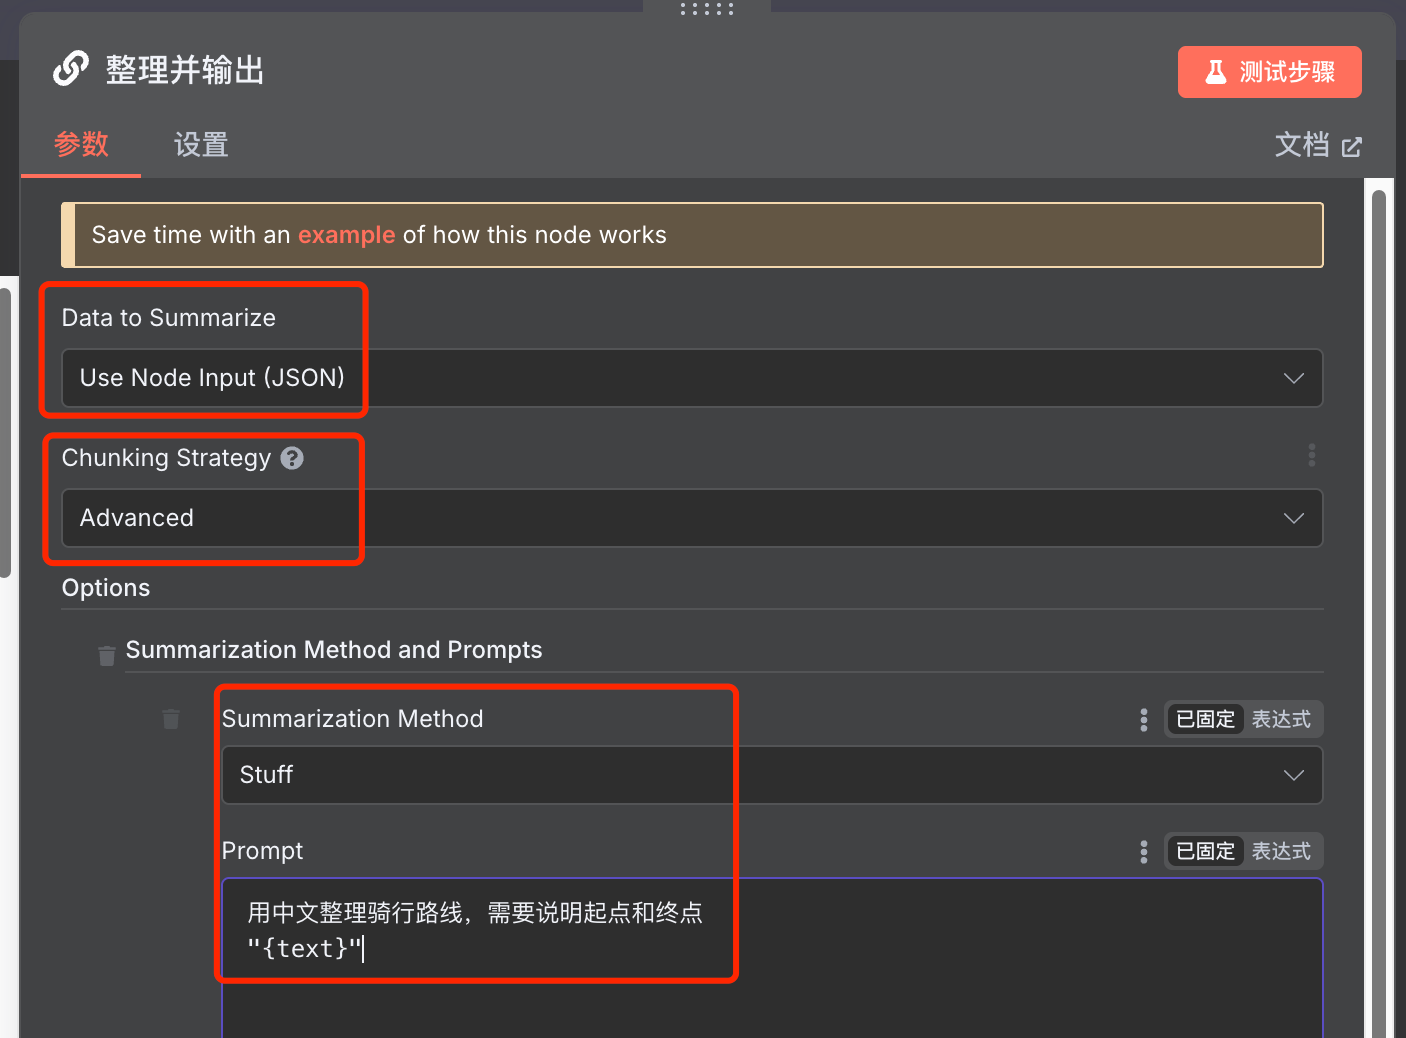 整理并输出
测试步骤
参数
设置
文档
Save time with an example of how this node works
Data to Summarize
Use Node Input (JSON)
Chunking Strategy
Advanced
Options
Summarization Method and Prompts
Summarization Method
已固定 表达式
Stuff
Prompt
已固定 表达式
用中文整理骑行路线，需要说明起点和终点
"{text}"